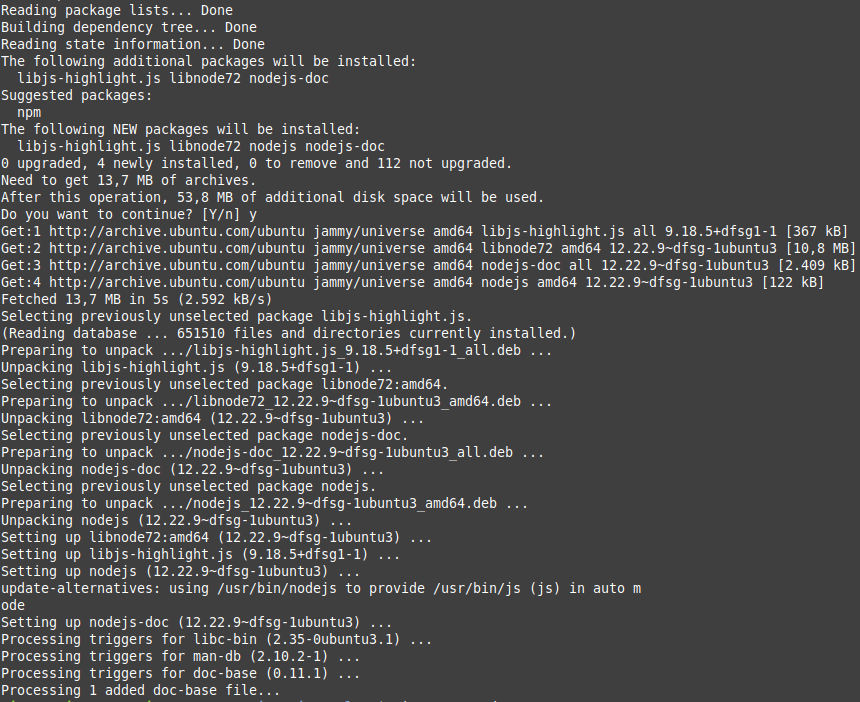 Reading package lists... Done
Building dependency tree... Done
Reading state information... Done
The following additional packages will be installed:
  libjs-highlight.js libnode72 nodejs-doc
Suggested packages:
  npm
The following NEW packages will be installed:
  libjs-highlight.js libnode72 nodejs nodejs-doc
0 upgraded, 4 newly installed, 0 to remove and 112 not upgraded.
Need to get 13,7 MB of archives.
After this operation, 53,8 MB of additional disk space will be used.
Do you want to continue? [Y/n] y
Get:1 http://archive.ubuntu.com/ubuntu jammy/universe amd64 libjs-highlight.js all 9.18.5+dfsg1-1 [367 kB]
Get:2 http://archive.ubuntu.com/ubuntu jammy/universe amd64 libnode72 amd64 12.22.9~dfsg-1ubuntu3 [10,8 MB]
Get:3 http://archive.ubuntu.com/ubuntu jammy/universe amd64 nodejs-doc all 12.22.9~dfsg-1ubuntu3 [2.409 kB]
Get:4 http://archive.ubuntu.com/ubuntu jammy/universe amd64 nodejs amd64 12.22.9~dfsg-1ubuntu3 [122 kB]
Fetched 13,7 MB in 5s (2.592 kB/s)
Selecting previously unselected package libjs-highlight.js.
(Reading database ... 651510 files and directories currently installed.)
Preparing to unpack .../libjs-highlight.js_9.18.5+dfsg1-1_all.deb ...
Unpacking libjs-highlight.js (9.18.5+dfsg1-1) ...
Selecting previously unselected package libnode72:amd64.
Preparing to unpack .../libnode72_12.22.9~dfsg-1ubuntu3_amd64.deb ...
Unpacking libnode72:amd64 (12.22.9~dfsg-1ubuntu3) ...
Selecting previously unselected package nodejs-doc.
Preparing to unpack .../nodejs-doc_12.22.9~dfsg-1ubuntu3_all.deb ...
Unpacking nodejs-doc (12.22.9~dfsg-1ubuntu3) ...
Selecting previously unselected package nodejs.
Preparing to unpack .../nodejs_12.22.9~dfsg-1ubuntu3_amd64.deb ...
Unpacking nodejs (12.22.9~dfsg-1ubuntu3) ...
Setting up libnode72:amd64 (12.22.9~dfsg-1ubuntu3) ...
Setting up libjs-highlight.js (9.18.5+dfsg1-1) ...
Setting up nodejs (12.22.9~dfsg-1ubuntu3) ...
update-alternatives: using /usr/bin/nodejs to provide /usr/bin/js (js) in auto m
ode
Setting up nodejs-doc (12.22.9~dfsg-1ubuntu3) ...
Processing triggers for libc-bin (2.35-0ubuntu3.1) ...
Processing triggers for man-db (2.10.2-1) ...
Processing triggers for doc-base (0.11.1) ...
Processing 1 added doc-base file...